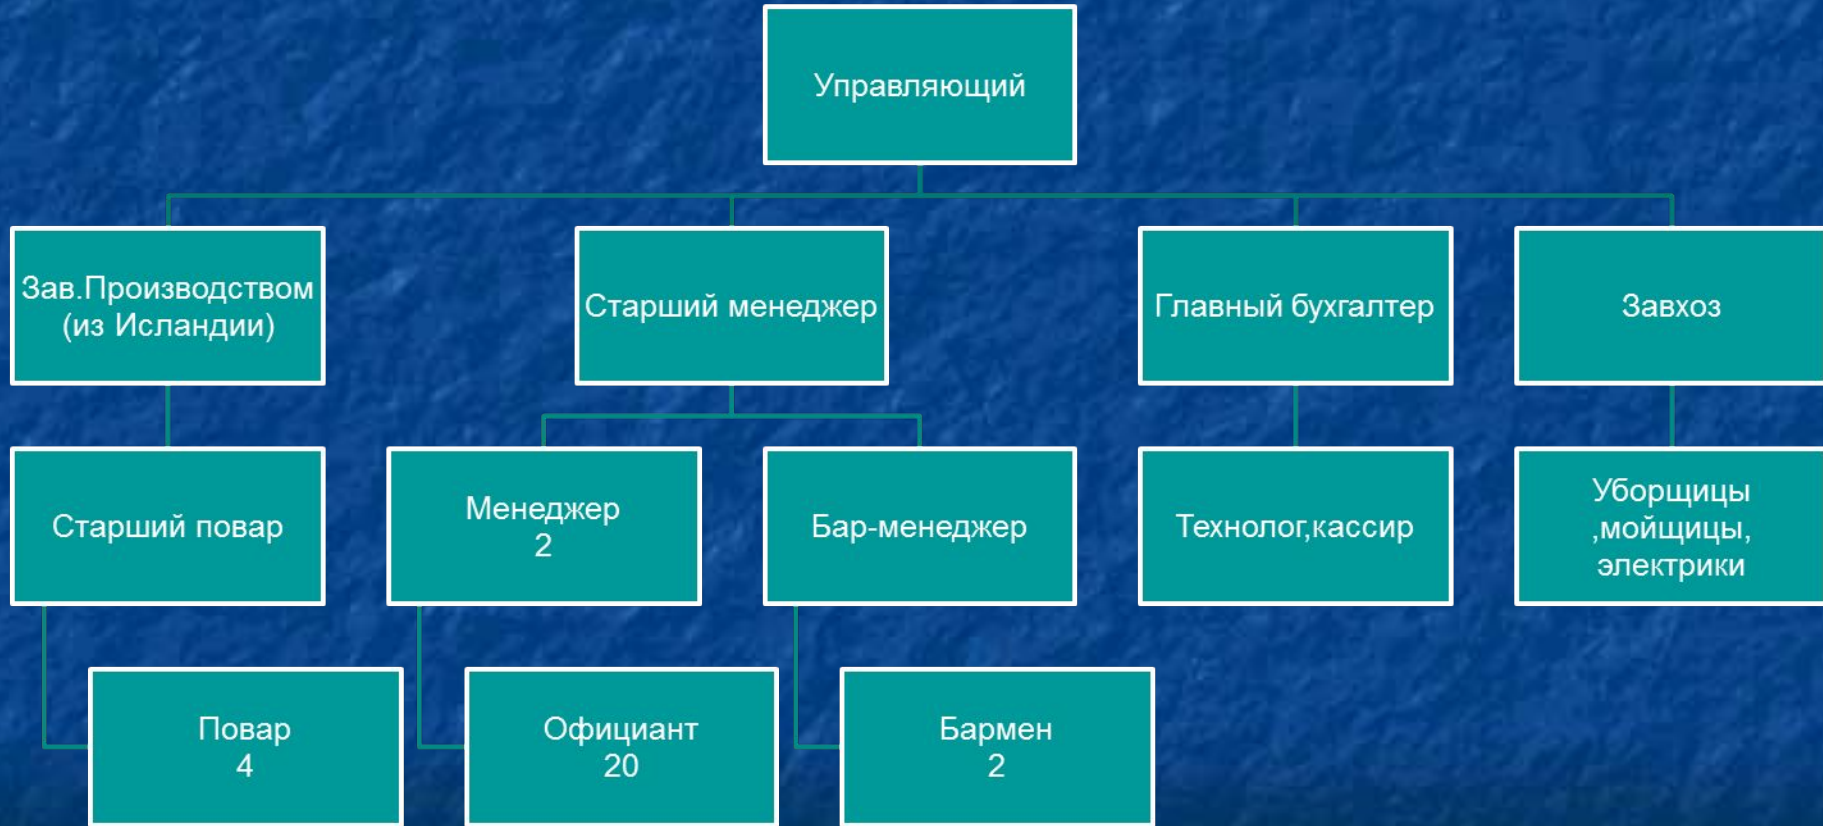 Управляющий
Зав.Производством
(из Исландии)
Старший менеджер
Главный бухгалтер
Завхоз
Старший повар
Менеджер
2
Бар-менеджер
Технолог,кассир
Уборщицы
,мойщицы,
электрики
Повар
4
Официант
20
Бармен
2